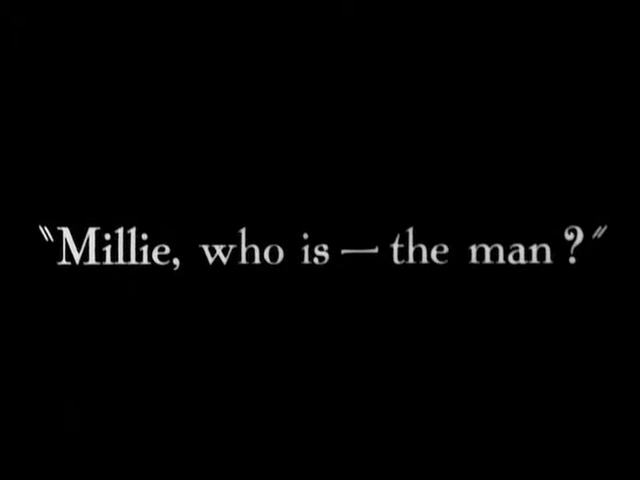 "Millie, who is — the man?"